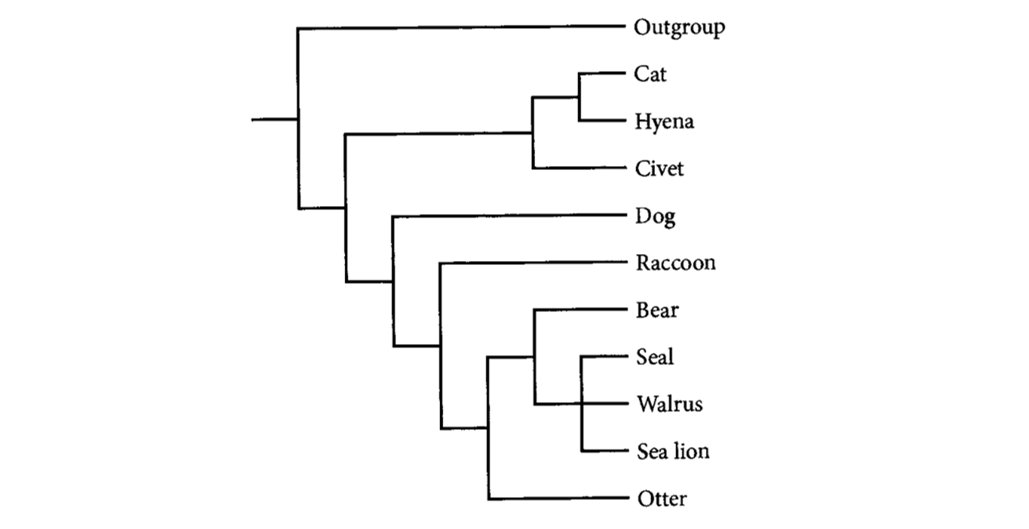 Outgroup
Cat
Hyena
Civet
Dog
Raccoon
Bear
Seal
Walrus
Sea lion
Otter